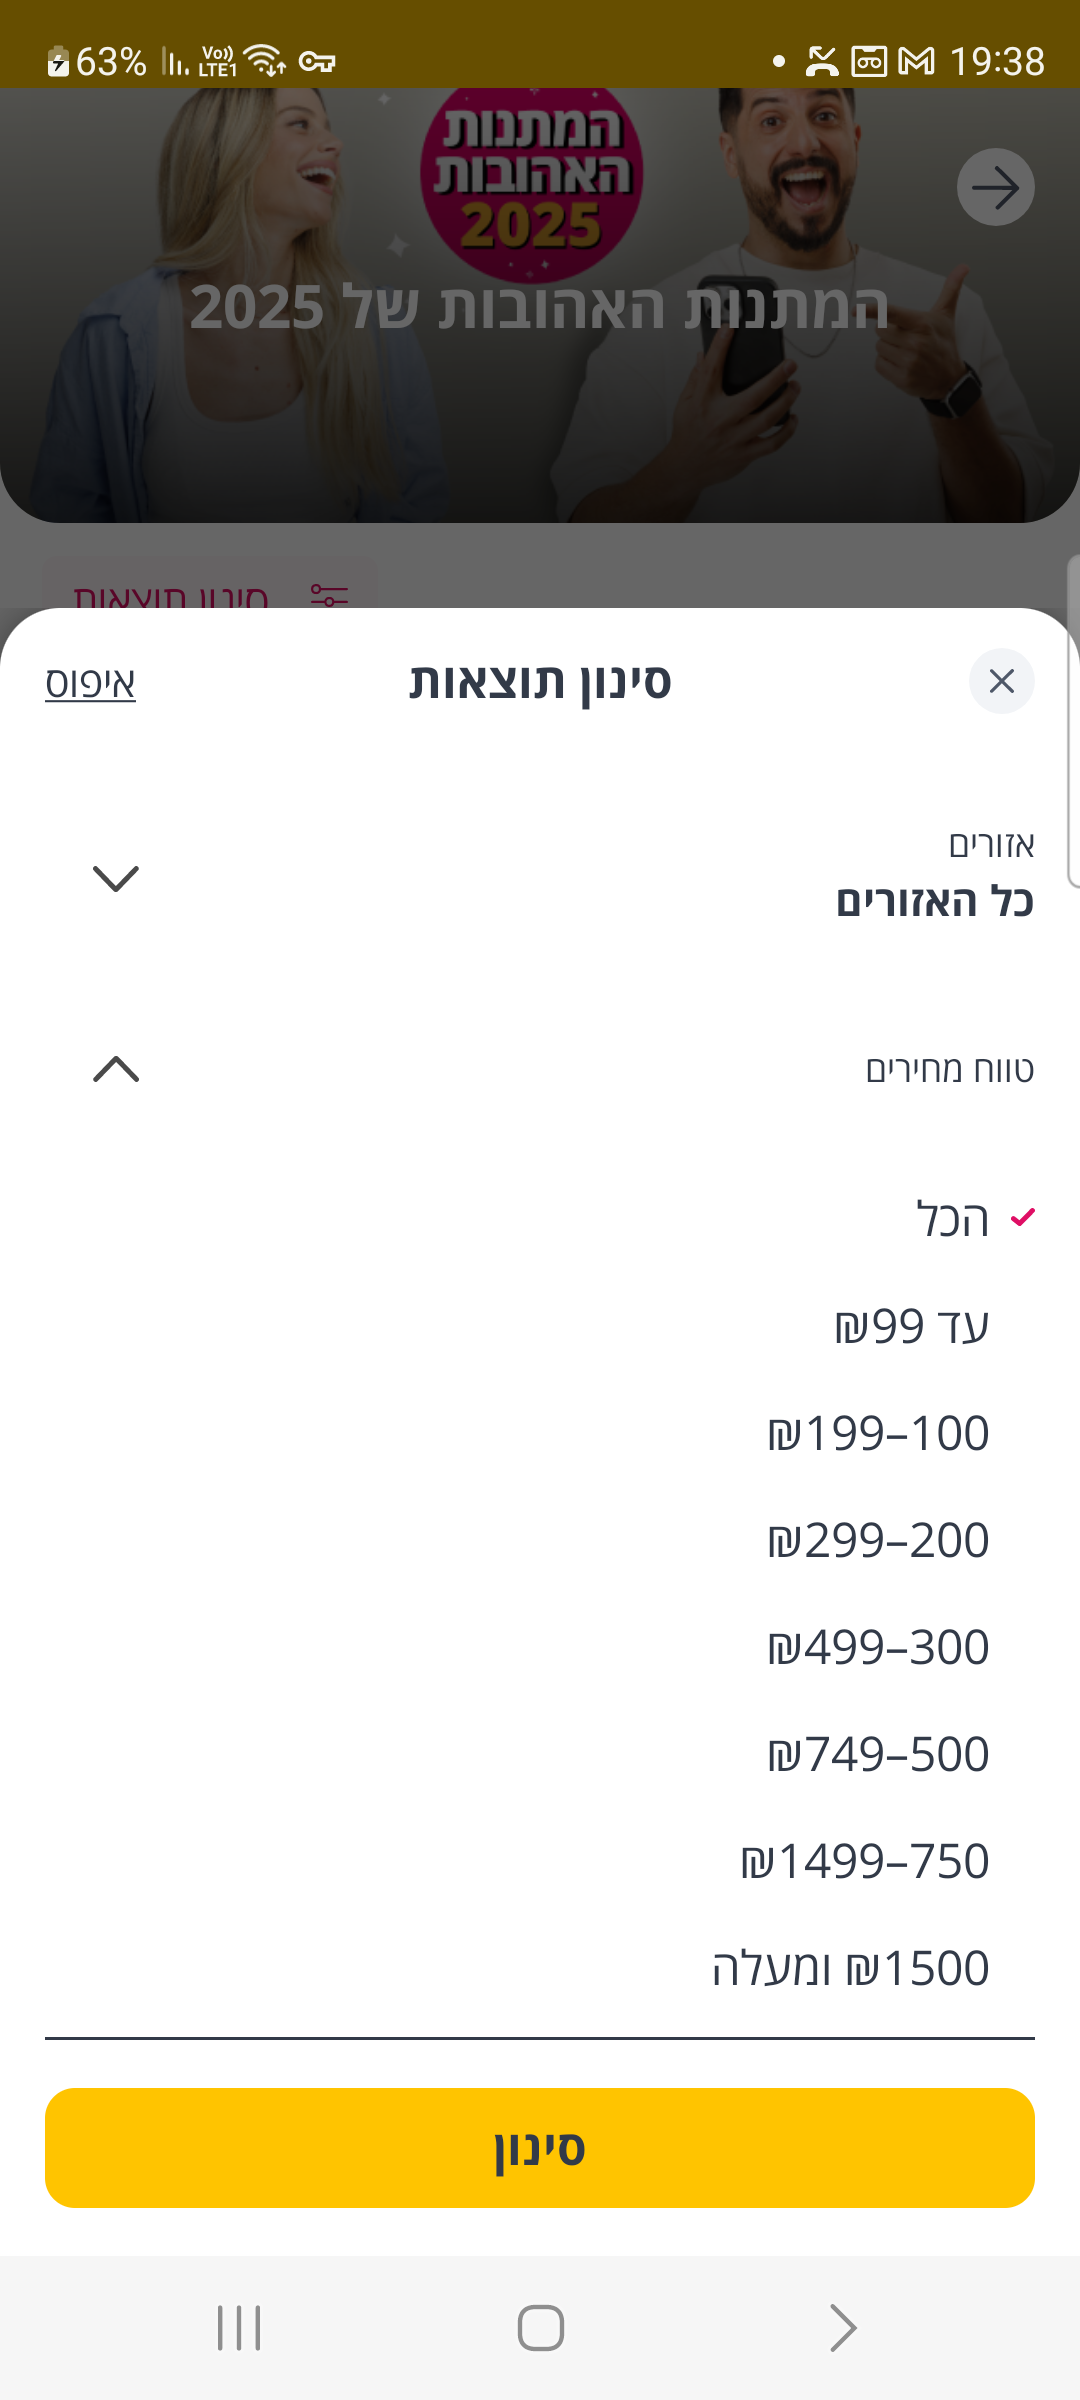 63% Vo)) LTE1 19:38
המתנות
האהובות
2025
המתנות האהובות של 2025
סינון תוצאות
סינון תוצאות
איפוס
אזורים
כל האזורים
טווח מחירים
הכל
עד 99₪
100–199₪
200–299₪
300–499₪
500–749₪
750–1499₪
1500₪ ומעלה
סינון